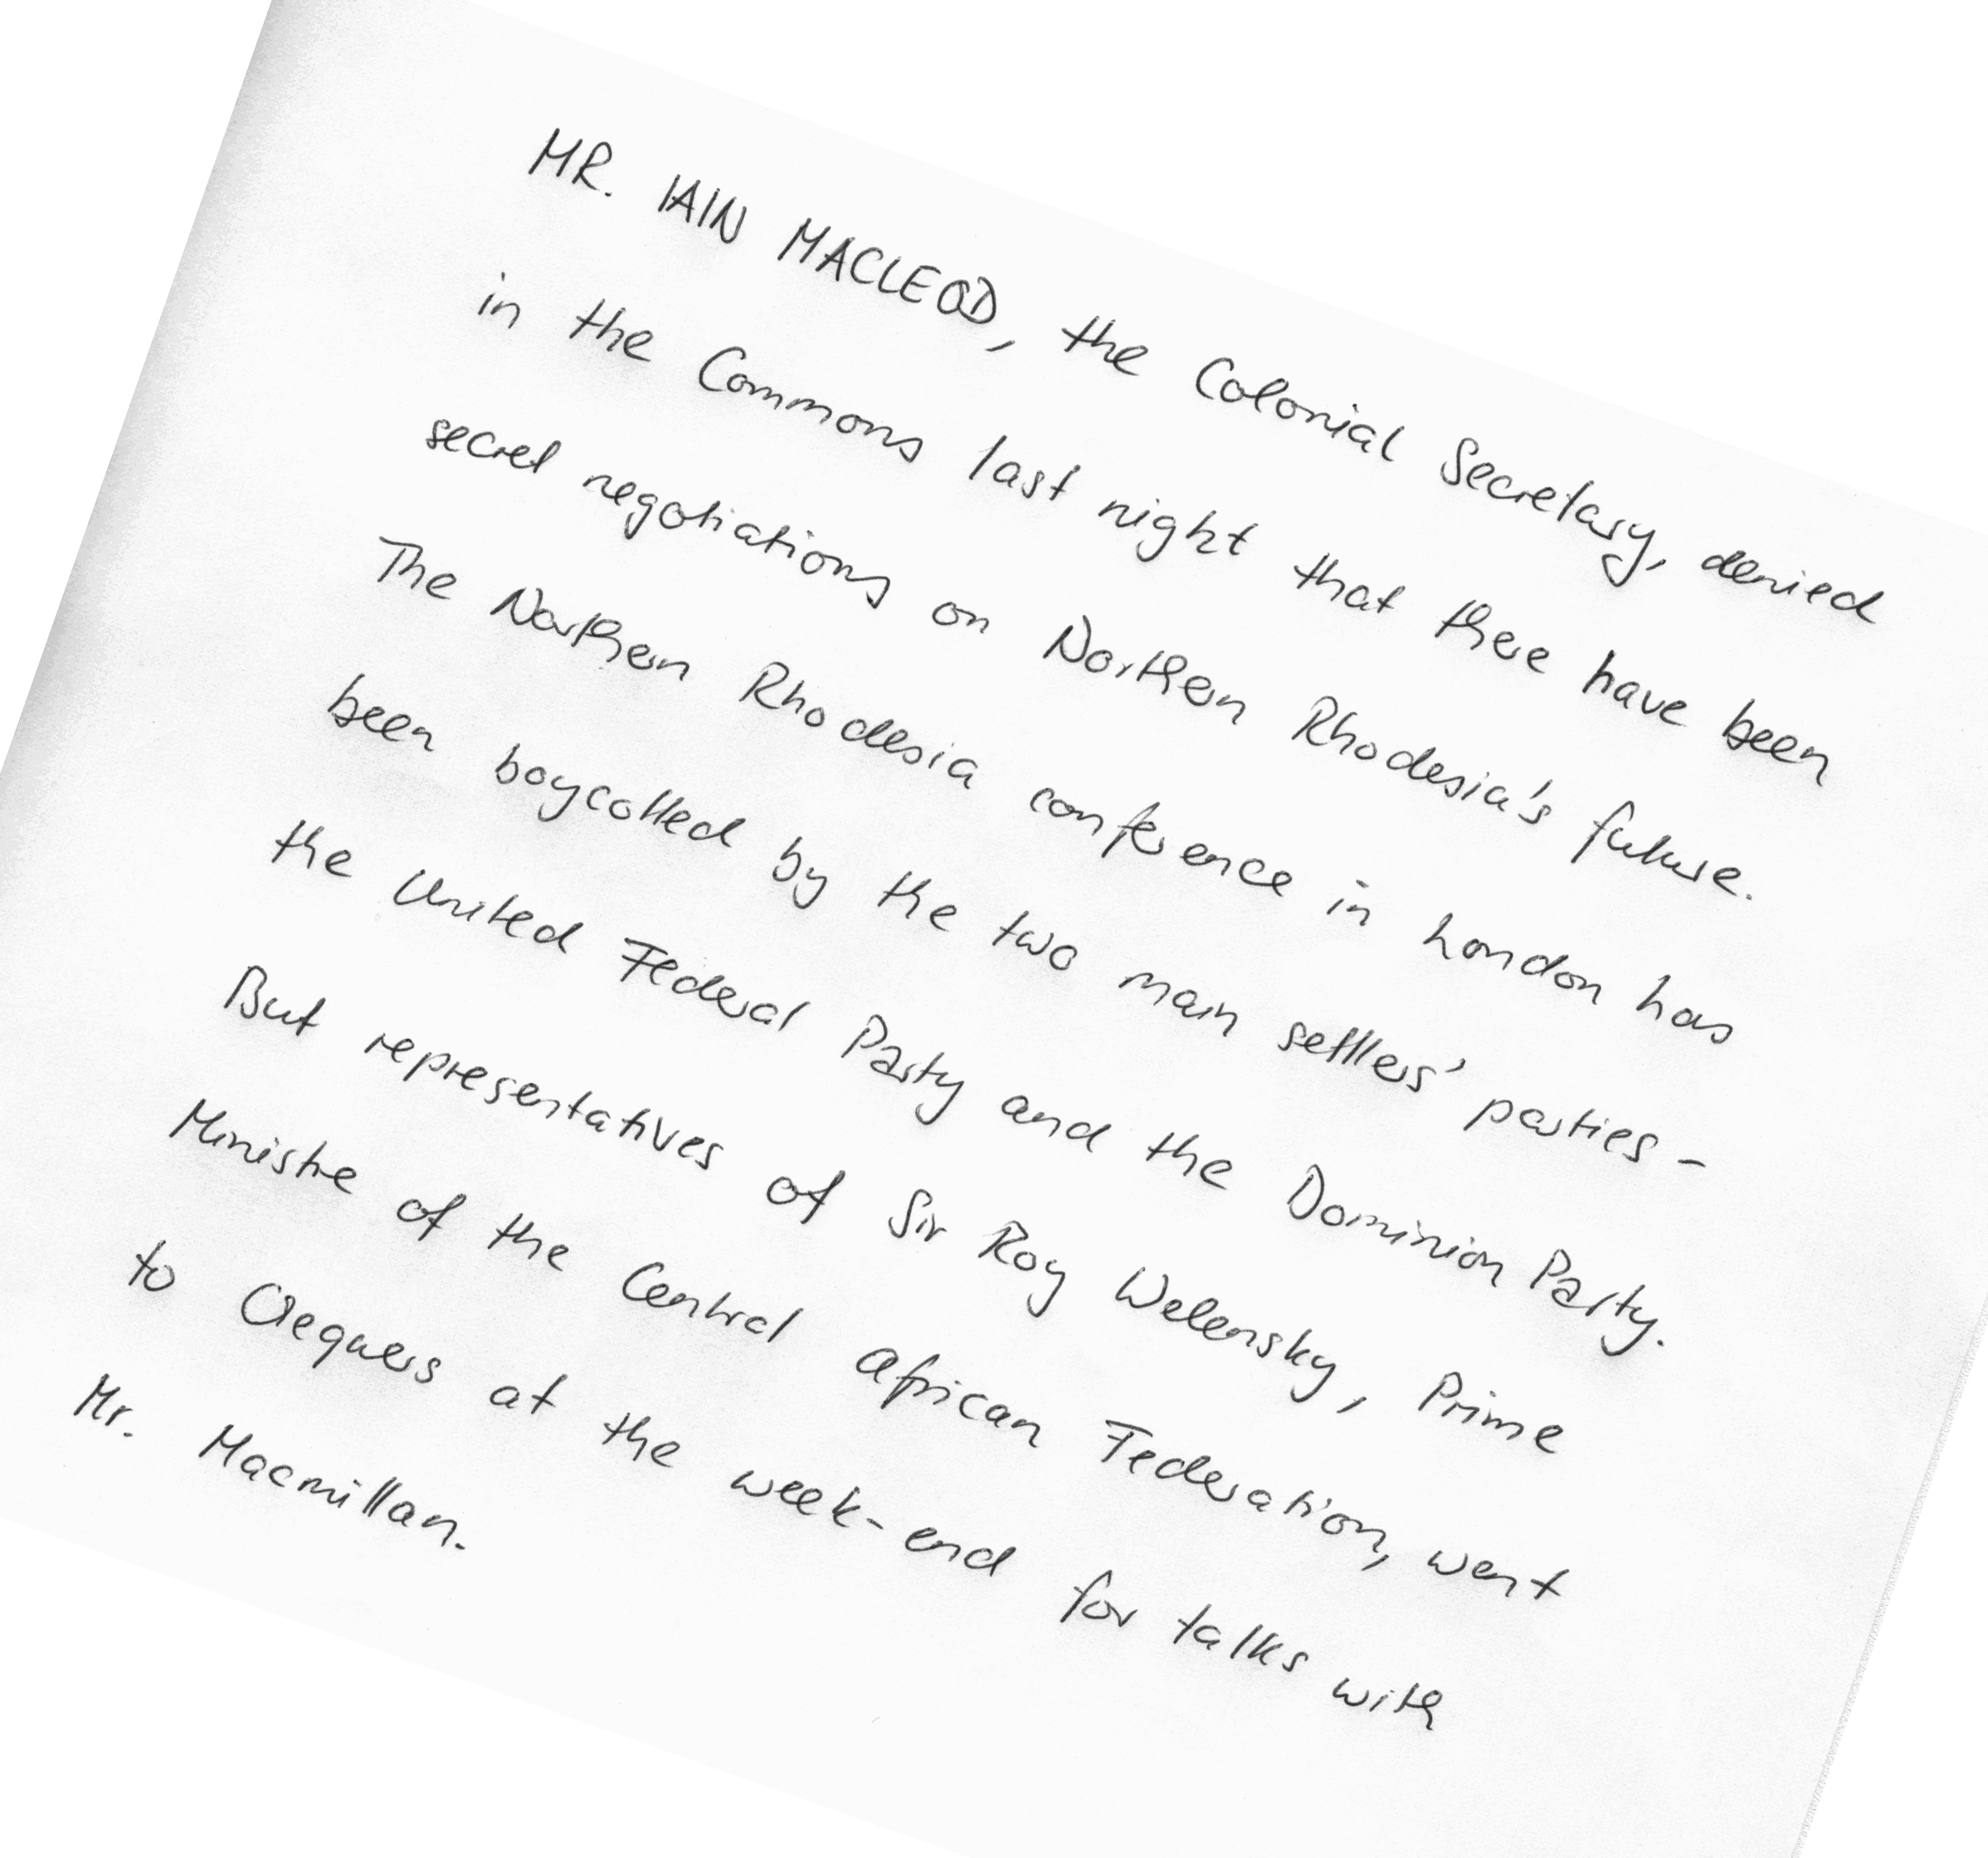 MR. IAIN MACLEOD, the Colonial Secretary, denied
in the Commons last night that there have been
secret negotiations on Northern Rhodesia's future.
The Northern Rhodesia conference in London has
been boycotted by the two main settlers' parties -
the United Federal Party and the Dominion Party.
But representatives of Sir Roy Welensky, Prime
Ministre of the Central African Federation, went
to Chequers at the week-end for talks with
Mr. Macmillan.